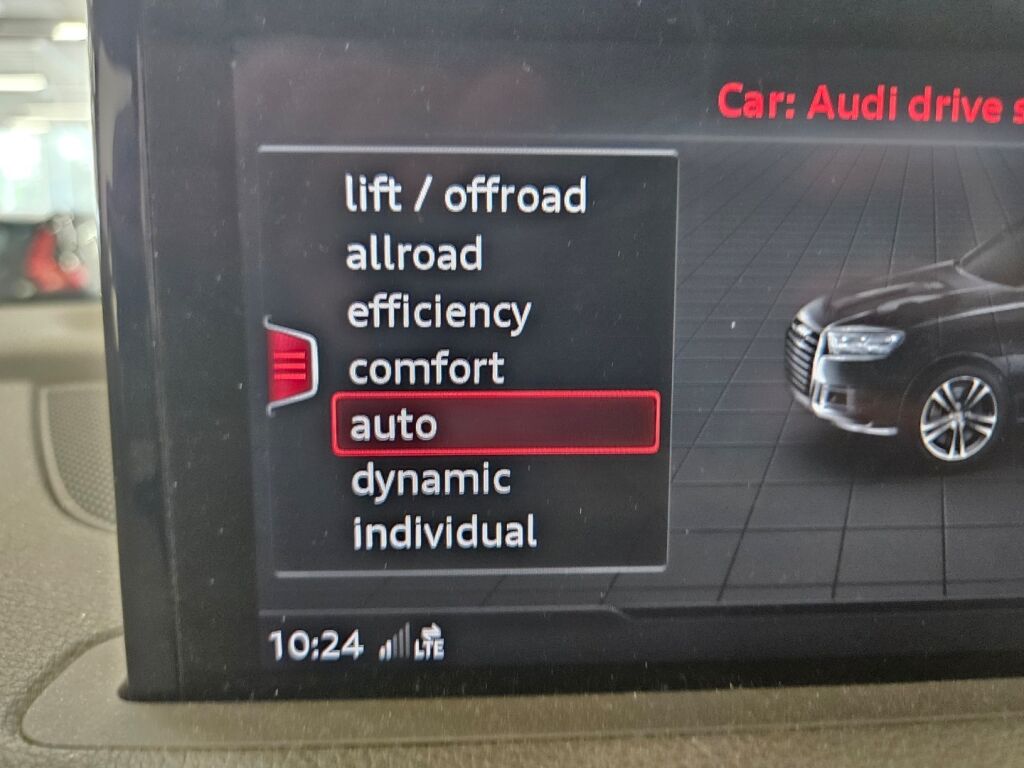 Car: Audi drive s
lift / offroad
allroad
efficiency
comfort
auto
dynamic
individual
10:24 LTE